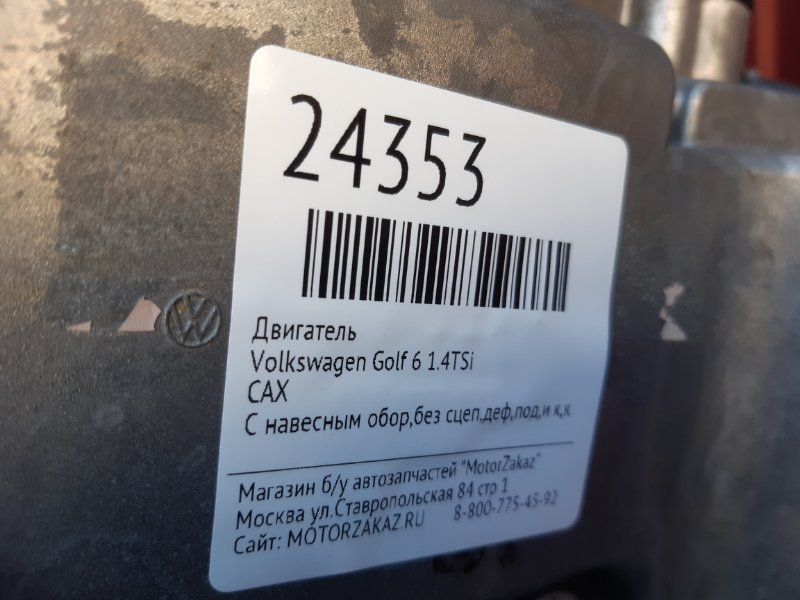 24353
Двигатель
Volkswagen Golf 6 1.4TSi
CAX
С навесным обор,без сцеп,деф,под,и к,к
Магазин б/у автозапчастей "MotorZakaz"
Москва ул.Ставропольская 84 стр 1
Сайт: MOTORZAKAZ.RU 8-800-775-45-92